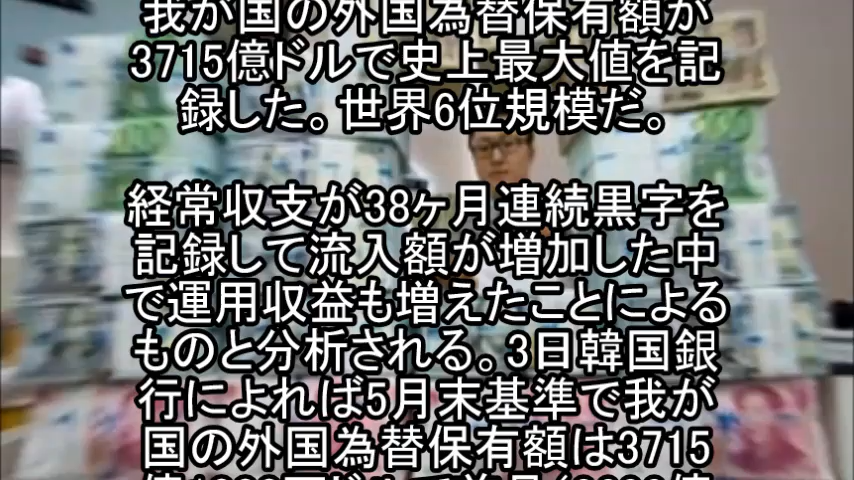 我が国の外国為替保有額が
3715億ドルで史上最大値を記
録した。世界6位規模だ。
経常収支が38ヶ月連続黒字を
記録して流入額が増加した中
で運用収益も増えたことによる
ものと分析される。3日韓国銀
行によれば5月末基準で我が
国の外国為替保有額は3715